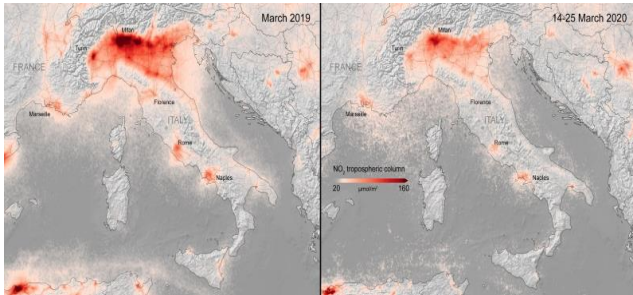 March 2019
Milan
Turin
FRANCE
Marseille
Florence
ITALY
Rome
Naples
14-25 March 2020
Milan
Turin
FRANCE
Marseille
Florence
ITALY
Rome
NO₂ tropospheric column
20 µmol/m² 160
Naples